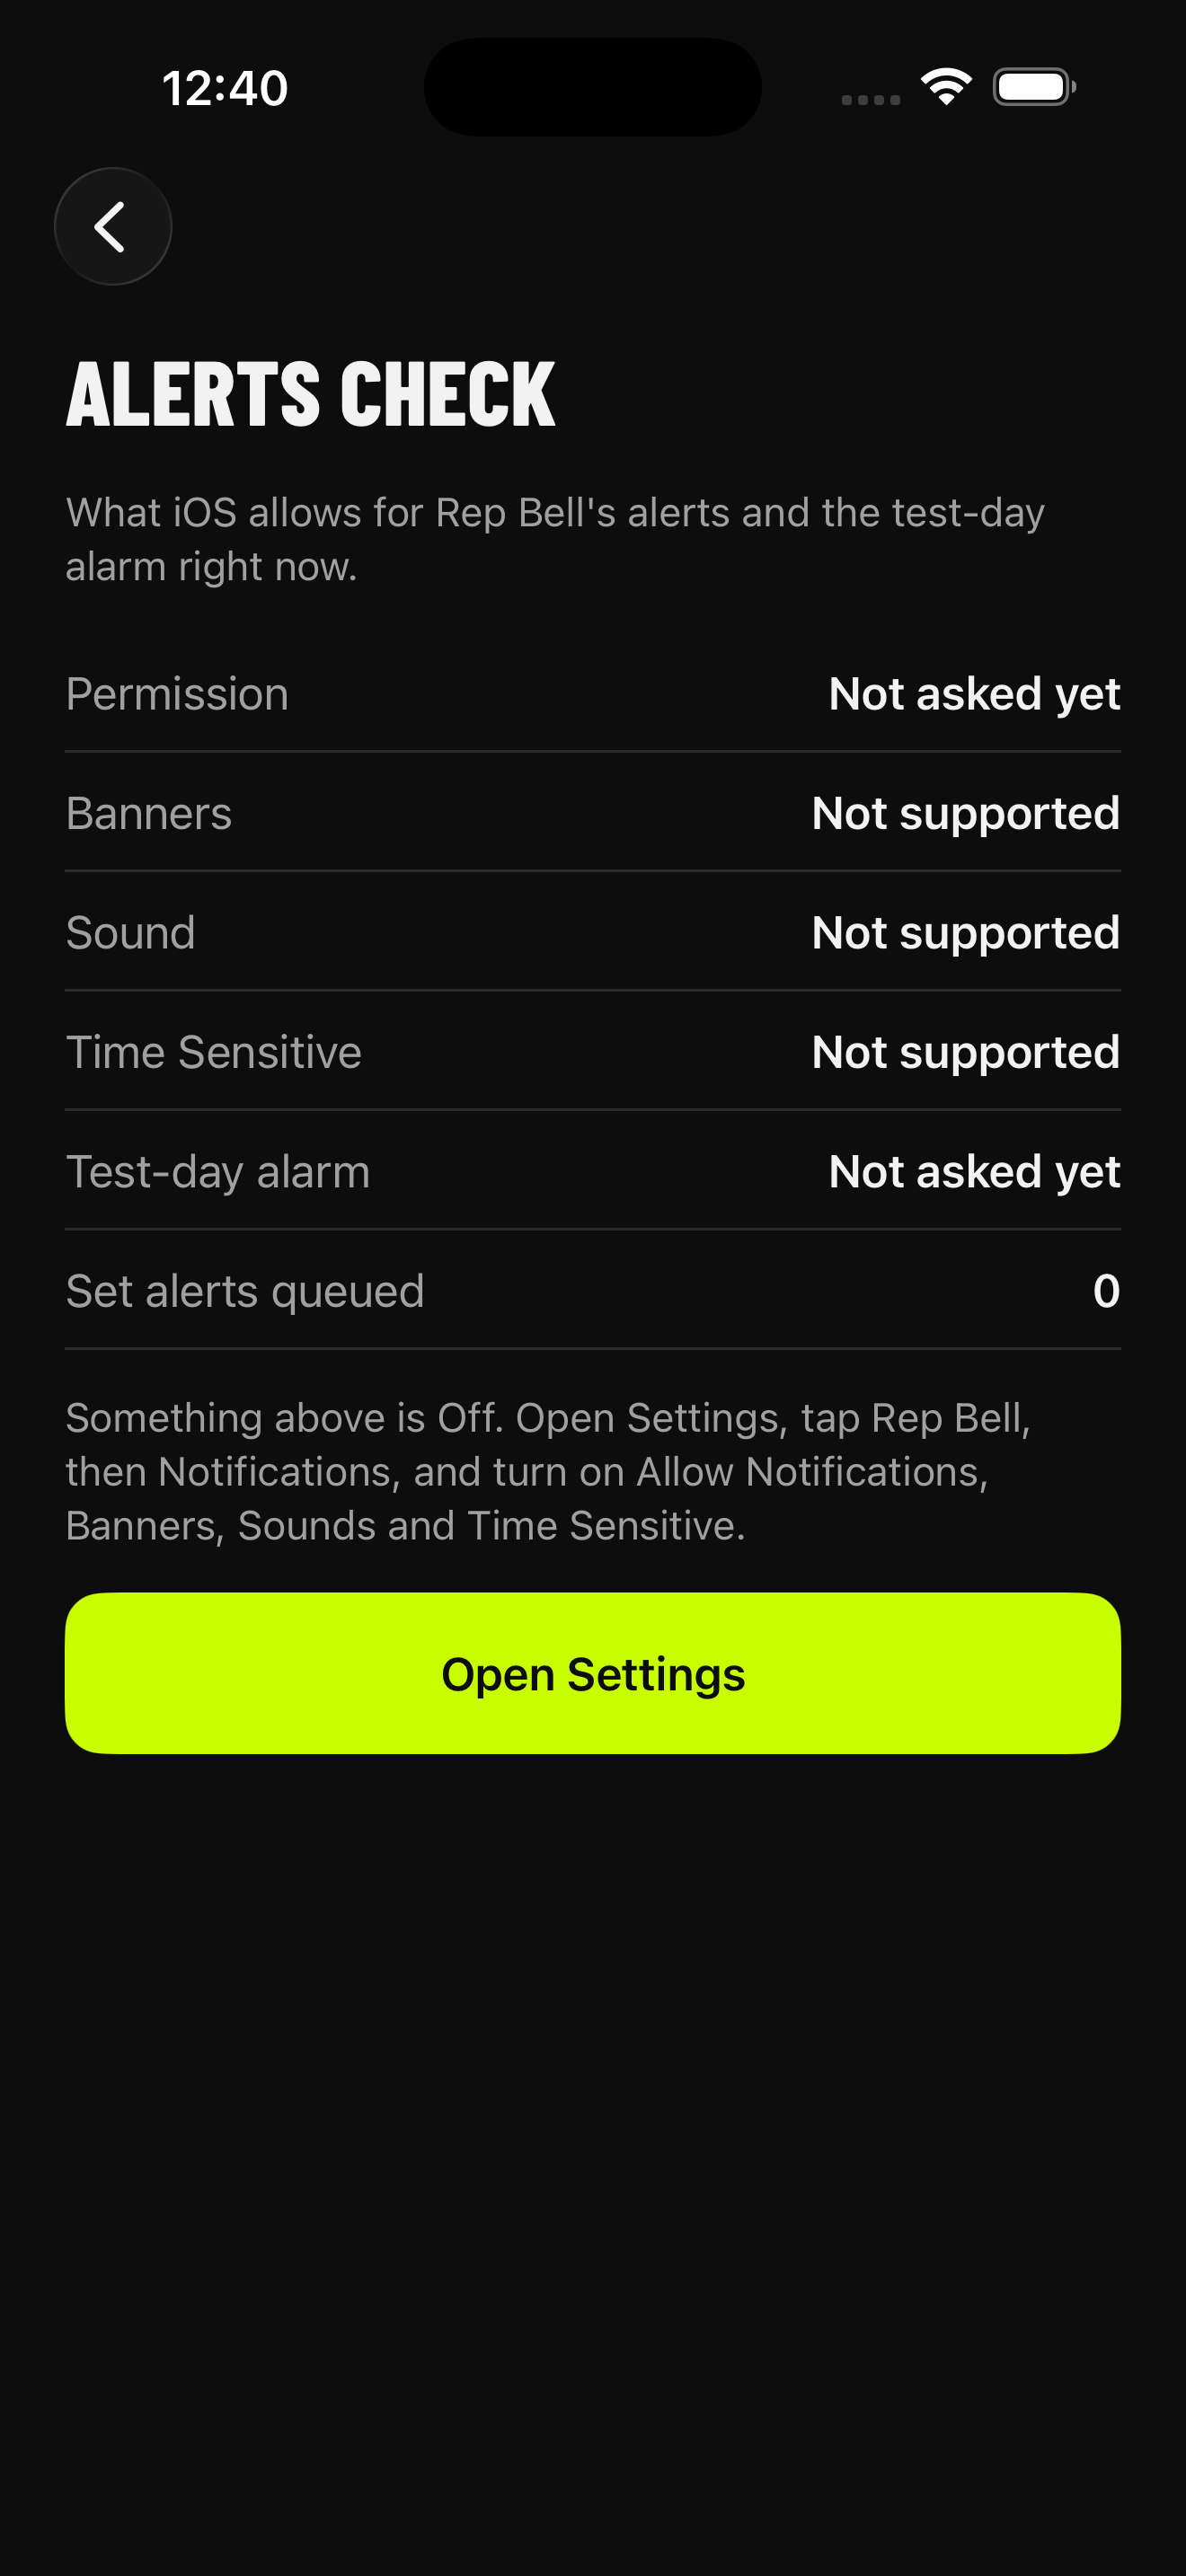 12:40
ALERTS CHECK
What iOS allows for Rep Bell's alerts and the test-day
alarm right now.
Permission Not asked yet
Banners Not supported
Sound Not supported
Time Sensitive Not supported
Test-day alarm Not asked yet
Set alerts queued 0
Something above is Off. Open Settings, tap Rep Bell,
then Notifications, and turn on Allow Notifications,
Banners, Sounds and Time Sensitive.
Open Settings